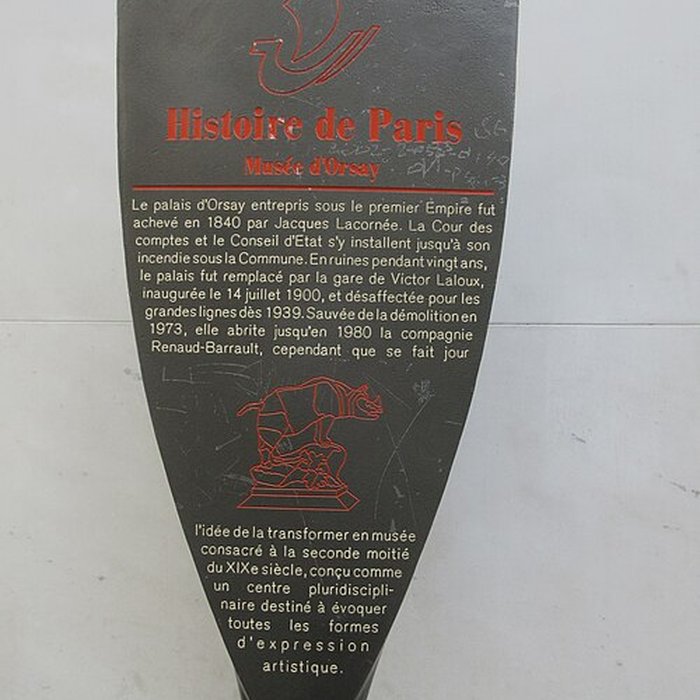 Histoire de Paris
Musée d'Orsay
Le palais d'Orsay entrepris sous le premier Empire fut
achevé en 1840 par Jacques Lacornée. La Cour des
comptes et le Conseil d'Etat s'y installent jusqu'à son
incendie sous la Commune. En ruines pendant vingt ans,
le palais fut remplacé par la gare de Victor Laloux,
inaugurée le 14 juillet 1900, et désaffectée pour les
grandes lignes dès 1939. Sauvée de la démolition en
1973, elle abrite jusqu'en 1980 la compagnie
Renaud-Barrault, cependant que se fait jour
l'idée de la transformer en musée
consacré à la seconde moitié
du XIXe siècle, conçu comme
un centre pluridiscipli-
naire destiné à évoquer
toutes les formes
d'expression
artistique.